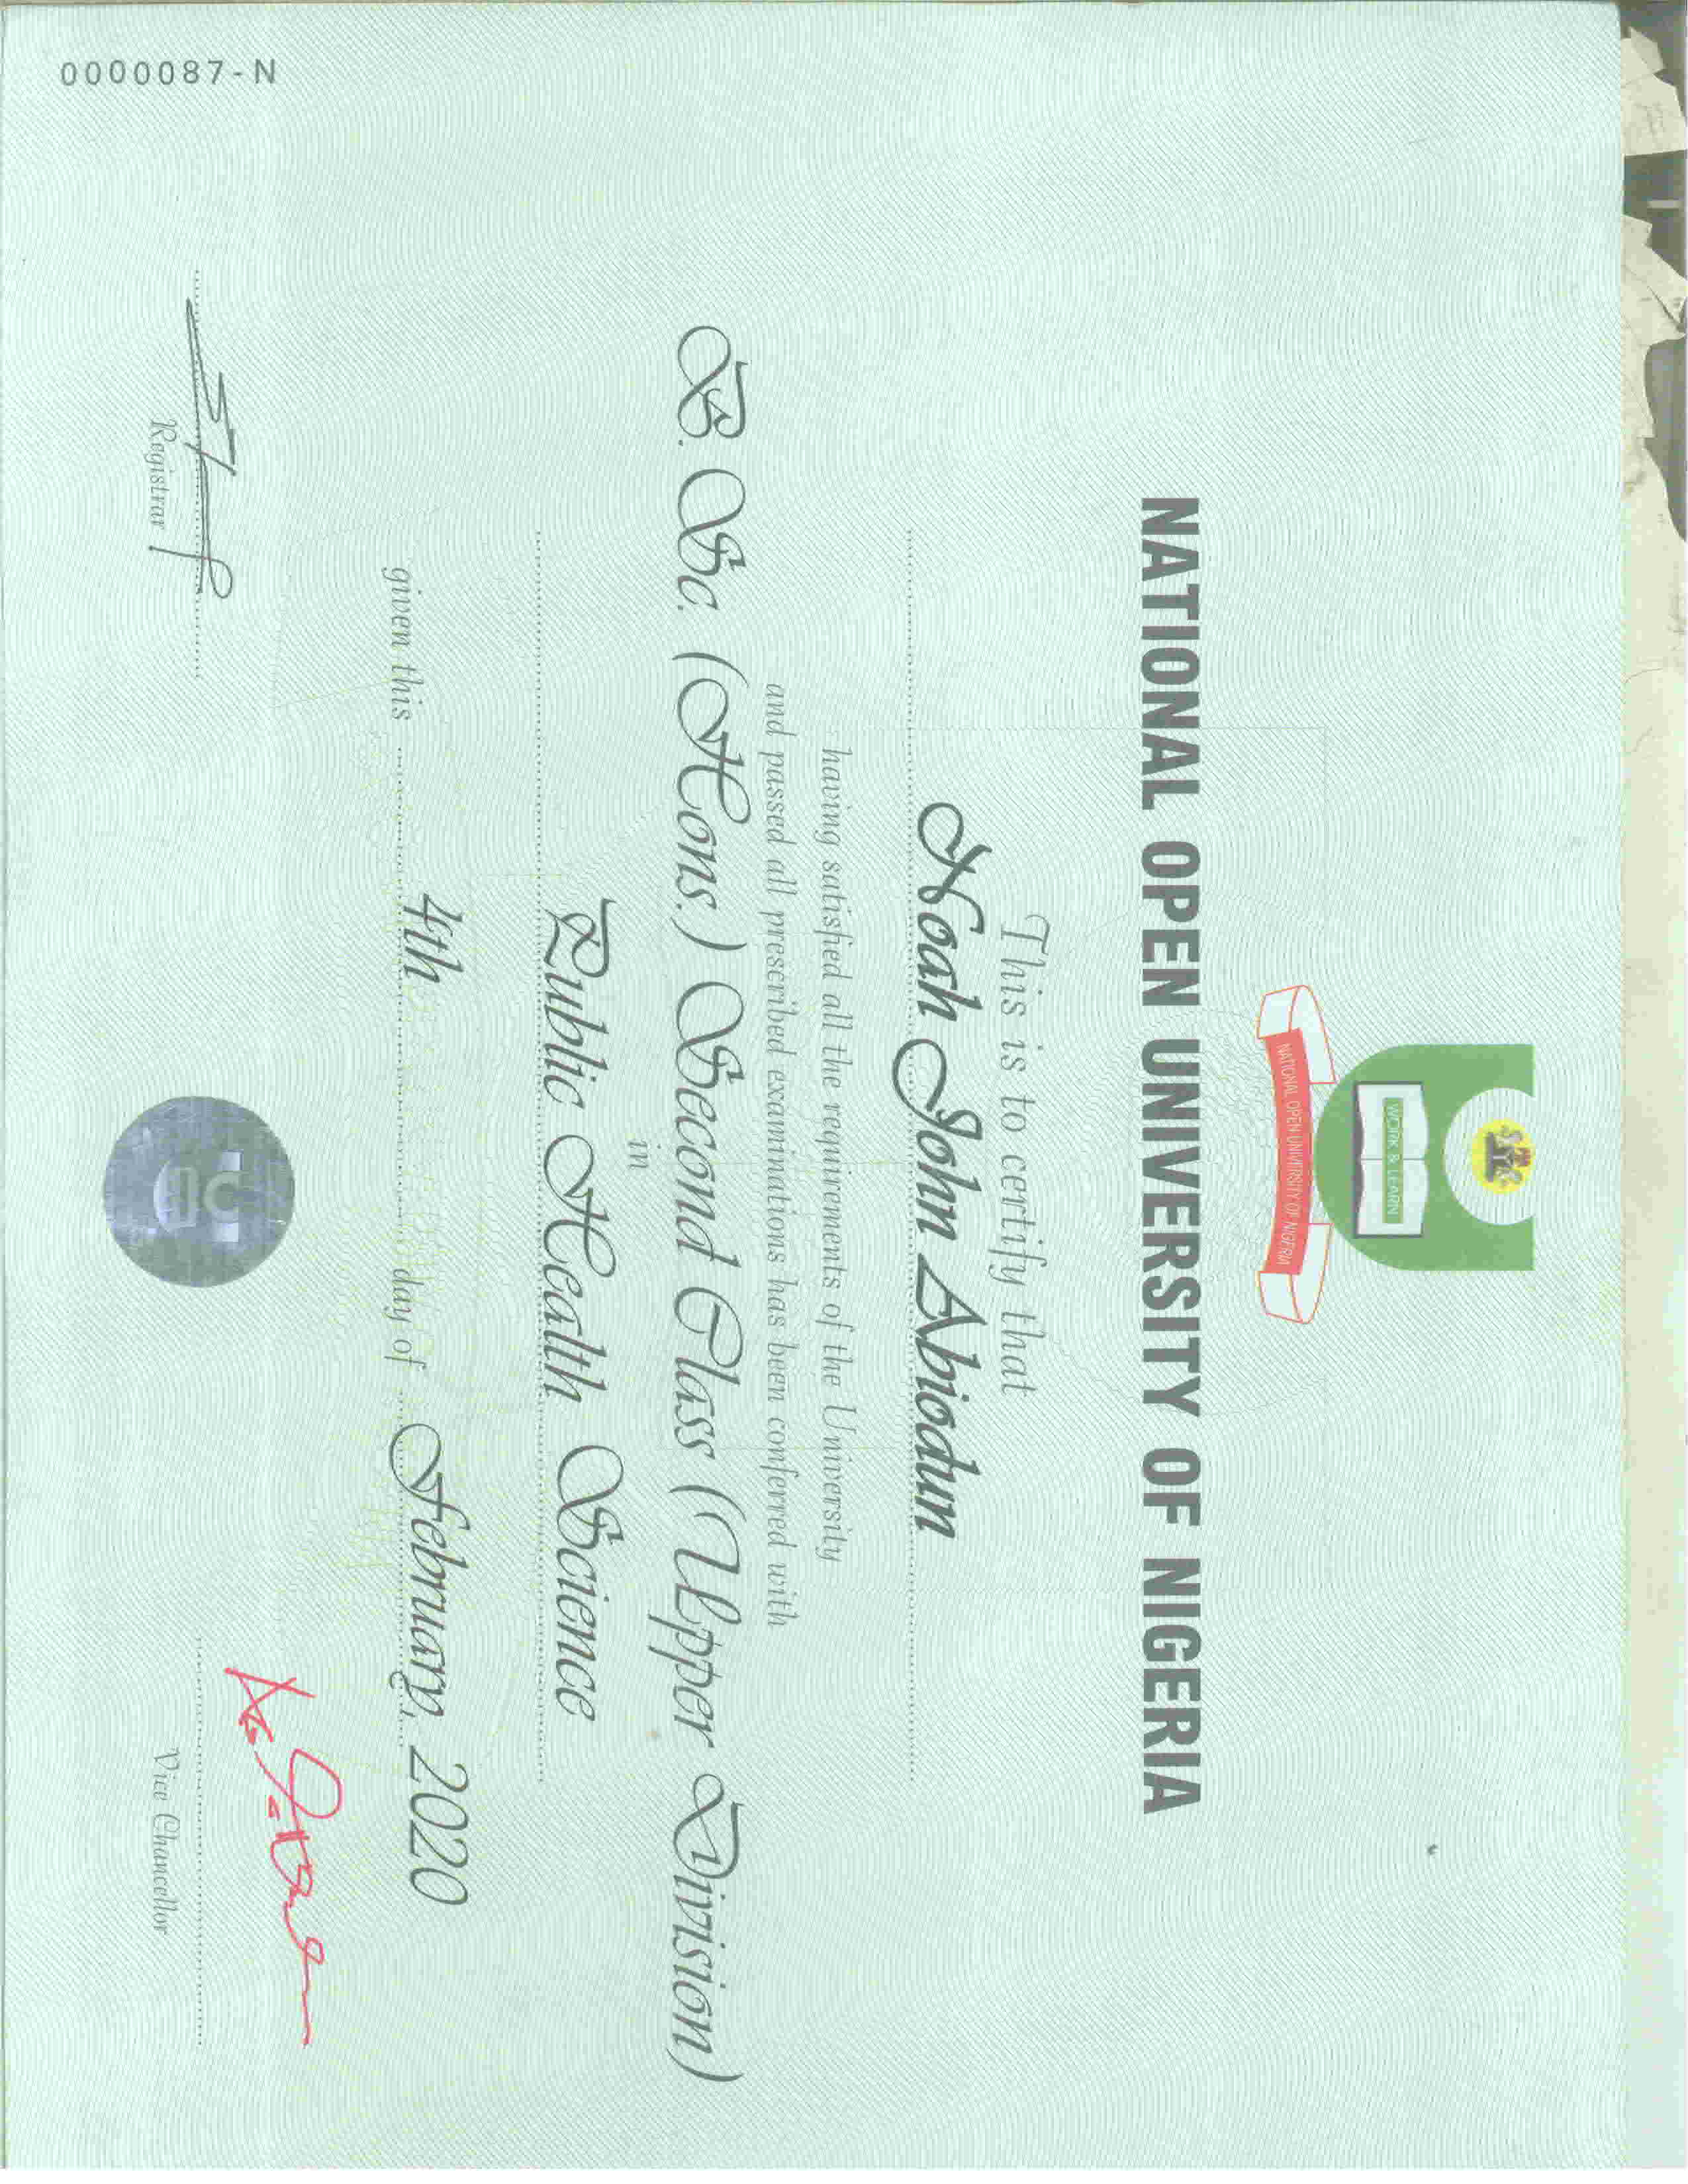 WORK & LEARN
NATIONAL OPEN UNIVERSITY OF NIGERIA
NATIONAL OPEN UNIVERSITY OF NIGERIA
This is to certify that
Noah John Abiodun
having satisfied all the requirements of the University
and passed all prescribed examinations has been conferred with
B. Sc. (Hons.) Second Class (Upper Division)
in
Public Health Science
given this 4th day of February, 2020
Registrar
Vice Chancellor
0000087-N